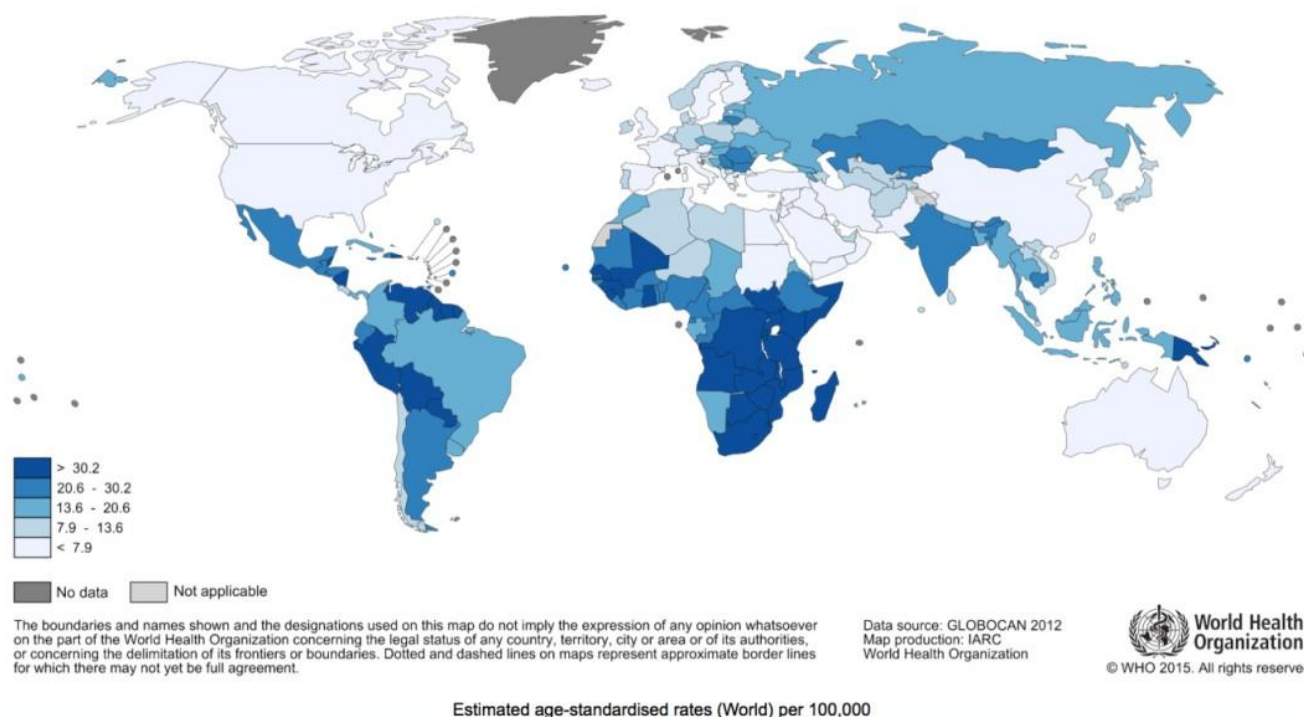 > 30.2
20.6 - 30.2
13.6 - 20.6
7.9 - 13.6
< 7.9
No data
Not applicable
The boundaries and names shown and the designations used on this map do not imply the expression of any opinion whatsoever
on the part of the World Health Organization concerning the legal status of any country, territory, city or area or of its authorities,
or concerning the delimitation of its frontiers or boundaries. Dotted and dashed lines on maps represent approximate border lines
for which there may not yet be full agreement.
Data source: GLOBOCAN 2012
Map production: IARC
World Health Organization
World Health
Organization
© WHO 2015. All rights reserve
Estimated age-standardised rates (World) per 100,000